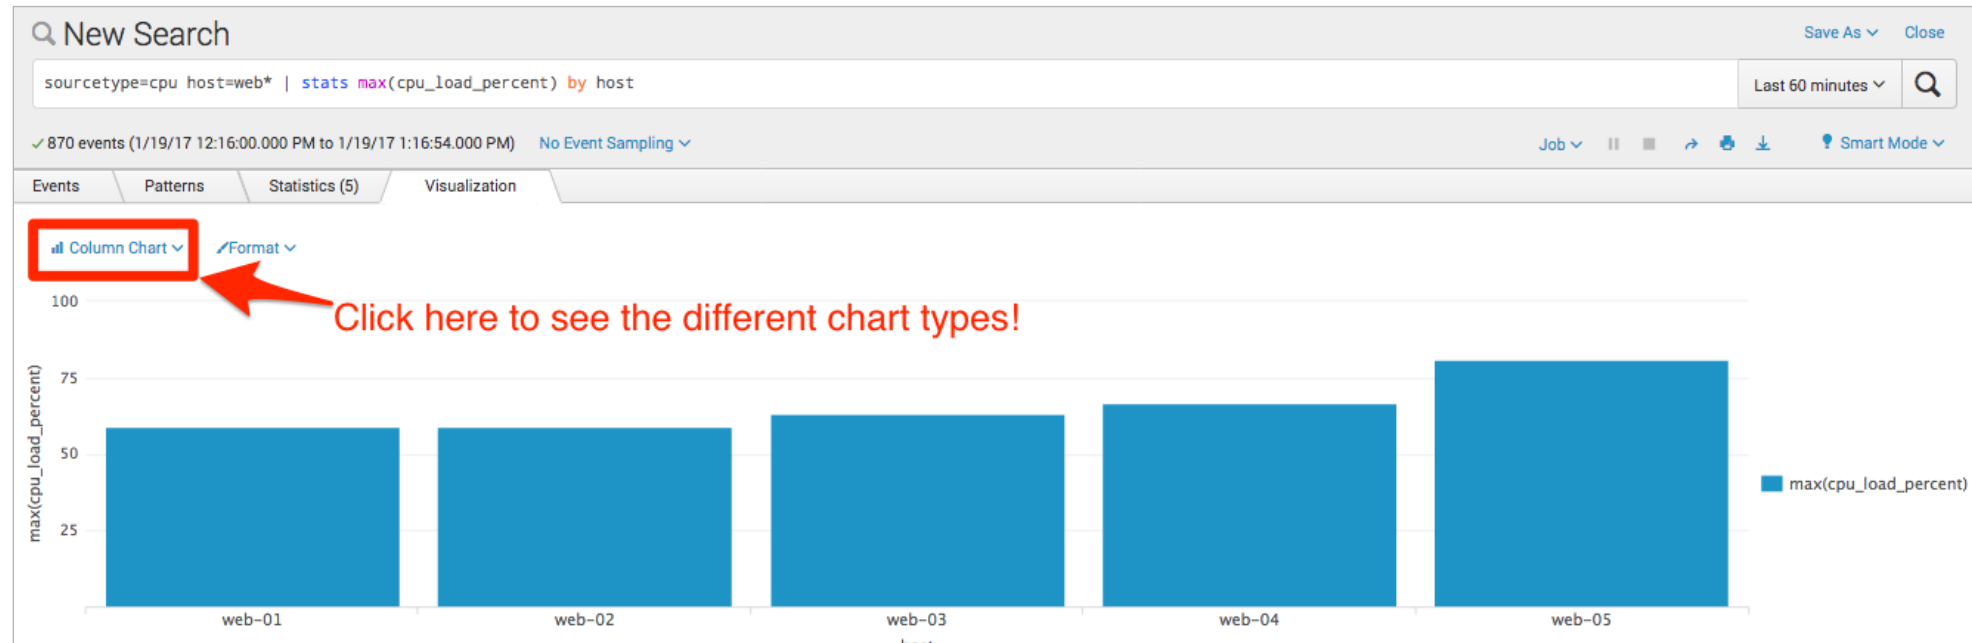 New Search
Save As Close
sourcetype=cpu host=web* | stats max(cpu_load_percent) by host
Last 60 minutes
870 events (1/19/17 12:16:00.000 PM to 1/19/17 1:16:54.000 PM) No Event Sampling
Job Smart Mode
Events Patterns Statistics (5) Visualization
Column Chart Format
Click here to see the different chart types!
100
75
50
25
max(cpu_load_percent)
max(cpu_load_percent)
web-01 web-02 web-03 web-04 web-05